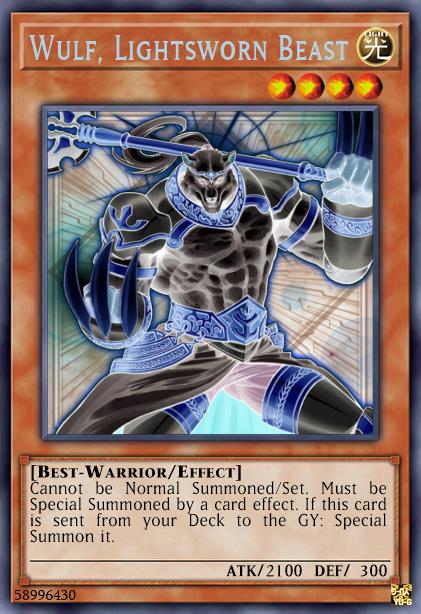 Wulf, Lightsworn Beast
LIGHT
光
[Best-Warrior/Effect]
Cannot be Normal Summoned/Set. Must be
Special Summoned by a card effect. If this card
is sent from your Deck to the GY: Special
Summon it.
ATK/2100 DEF/ 300
58996430